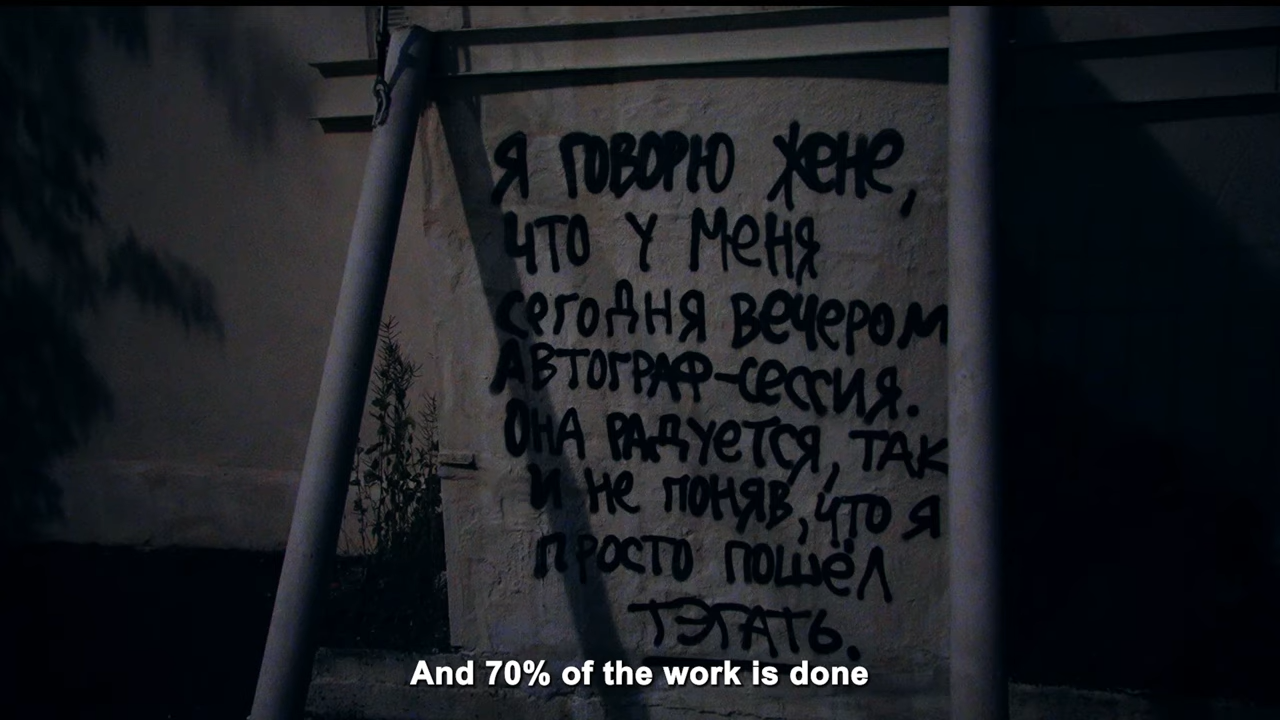 Я ГОВОРЮ ЖЕНЕ,
ЧТО У МЕНЯ
СЕГОДНЯ ВЕЧЕРОМ
АВТОГРАФ-СЕССИЯ.
ОНА РАДУЕТСЯ, ТАК
И НЕ ПОНЯВ, ЧТО Я
ПРОСТО ПОШЁЛ
ТЭГАТЬ.
And 70% of the work is done